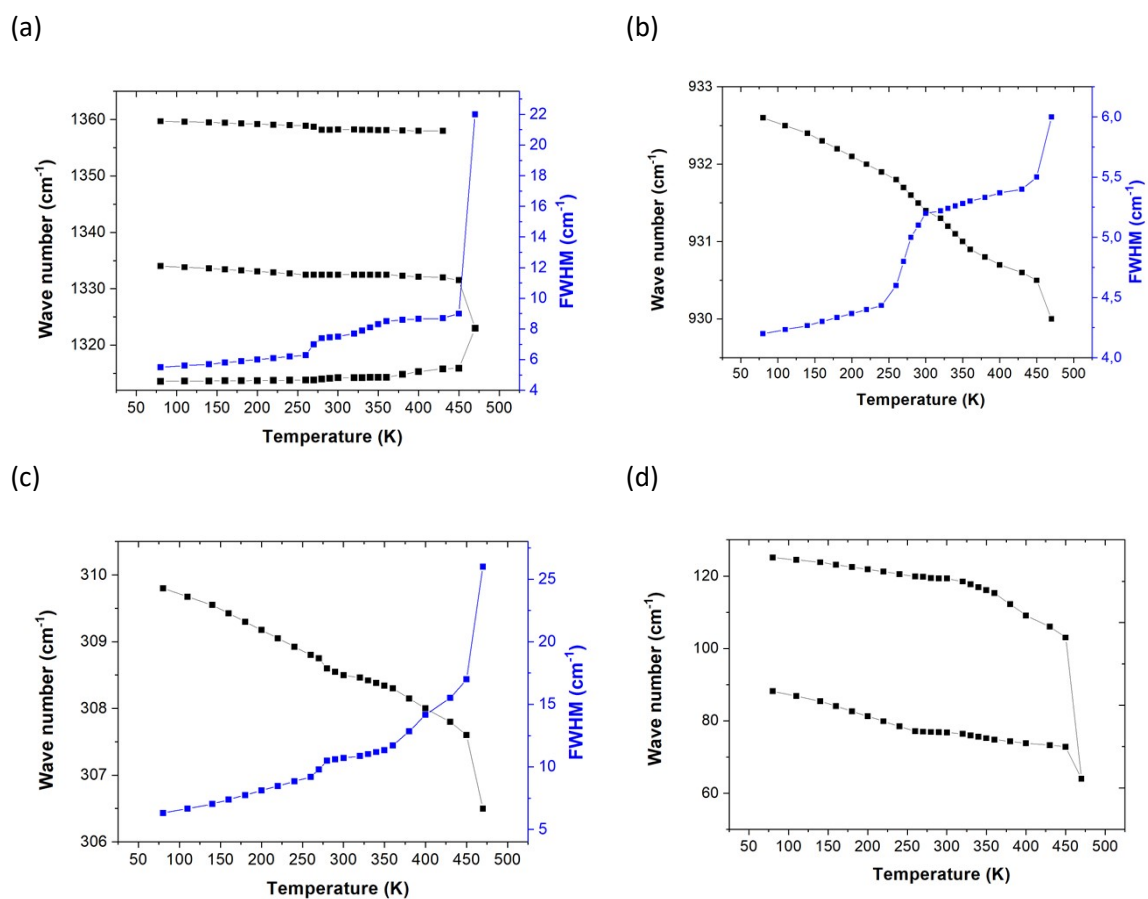 (a)
(b)
1360
1350
1340
1330
1320
Wave number (cm-1)
22
20
18
16
14
12
10
9
8
6
4
FWHM (cm-1)
50 100 150 200 250 300 350 400 450 500
Temperature (K)
933
932
931
930
Wave number (cm-1)
6,0
5,5
5,0
4,5
4,0
FWHM (cm-1)
50 100 150 200 250 300 350 400 450 500
Temperature (K)
(c)
(d)
310
309
308
307
306
Wave number (cm-1)
25
20
15
10
5
FWHM (cm-1)
50 100 150 200 250 300 350 400 450 500
Temperature (K)
120
100
80
60
Wave number (cm-1)
50 100 150 200 250 300 350 400 450 500
Temperature (K)